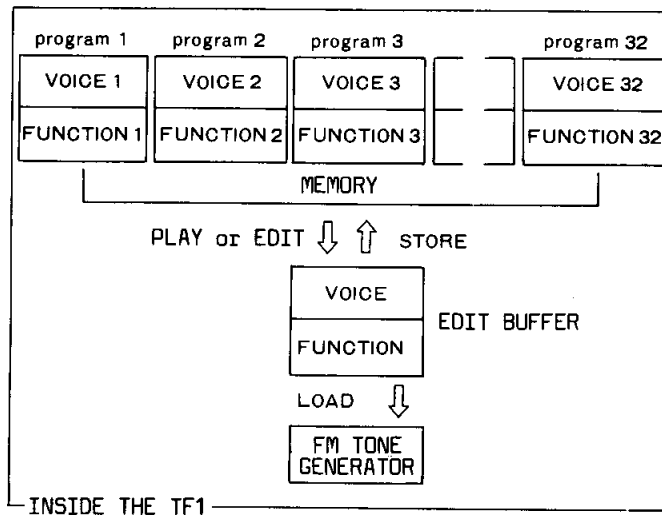 program 1 program 2 program 3 program 32
VOICE 1 VOICE 2 VOICE 3 VOICE 32
FUNCTION 1 FUNCTION 2 FUNCTION 3 FUNCTION 32
MEMORY
PLAY or EDIT STORE
VOICE
EDIT BUFFER
FUNCTION
LOAD
FM TONE
GENERATOR
INSIDE THE TF1